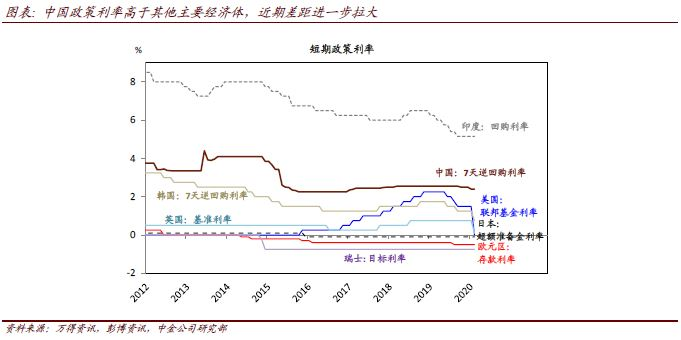 图表: 中国政策利率高于其他主要经济体，近期差距进一步拉大
短期政策利率
%
8
6
4
2
0
-2
印度：回购利率
中国：7天逆回购利率
韩国：7天逆回购利率
美国：
联邦基金利率
英国：基准利率
日本：
超额准备金利率
欧元区：
存款利率
瑞士：目标利率
2012
2013
2014
2015
2016
2017
2018
2019
2020
资料来源：万得资讯，彭博资讯，中金公司研究部